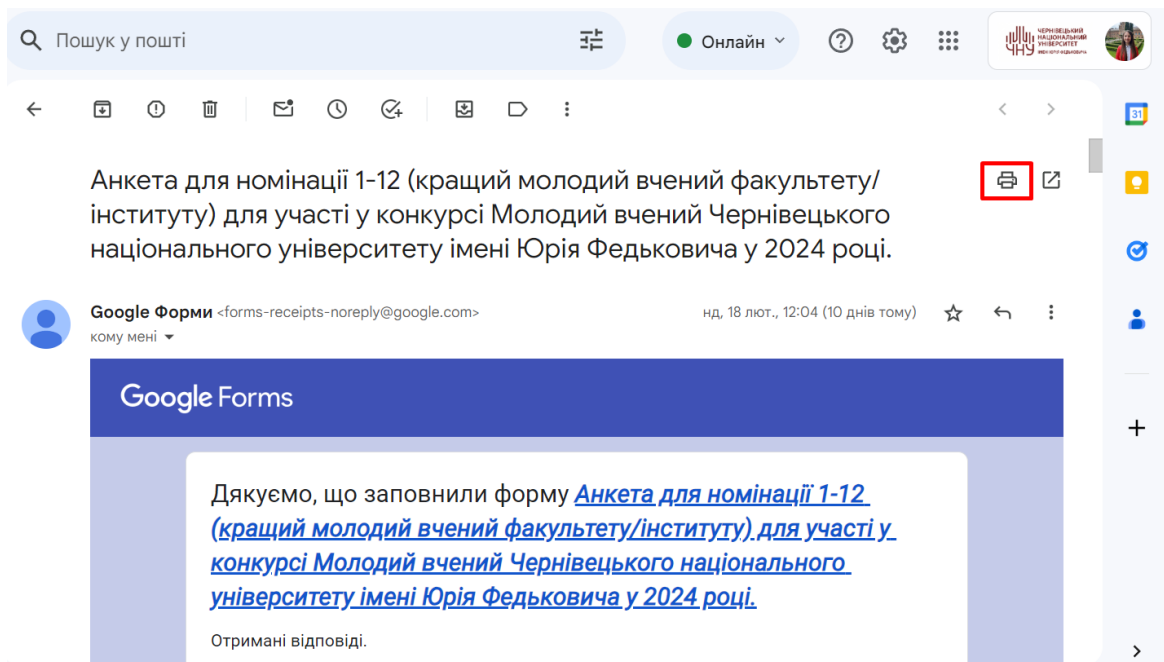 Пошук у пошті
Онлайн
ЧЕРНІВЕЦЬКИЙ
НАЦІОНАЛЬНИЙ
УНІВЕРСИТЕТ
ЧНУ
Анкета для номінації 1-12 (кращий молодий вчений факультету/
інституту) для участі у конкурсі Молодий вчений Чернівецького
національного університету імені Юрія Федьковича у 2024 році.
31
Google Форми <forms-receipts-noreply@google.com>
нд, 18 лют., 12:04 (10 днів тому)
кому мені
Google Forms
Дякуємо, що заповнили форму Анкета для номінації 1-12
(кращий молодий вчений факультету/інституту) для участі у
конкурсі Молодий вчений Чернівецького національного
університету імені Юрія Федьковича у 2024 році.
Отримані відповіді.